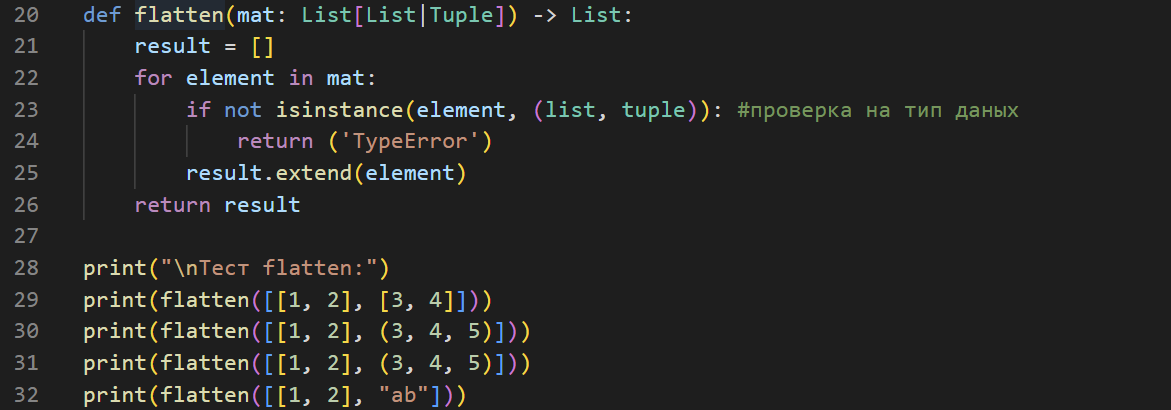 20 def flatten(mat: List[List|Tuple]) -> List:
21     result = []
22     for element in mat:
23         if not isinstance(element, (list, tuple)): #проверка на тип даных
24             return ('TypeError')
25         result.extend(element)
26     return result
27
28 print("\nТест flatten:")
29 print(flatten([[1, 2], [3, 4]]))
30 print(flatten([[1, 2], (3, 4, 5)]))
31 print(flatten([[1, 2], (3, 4, 5)]))
32 print(flatten([[1, 2], "ab"]))